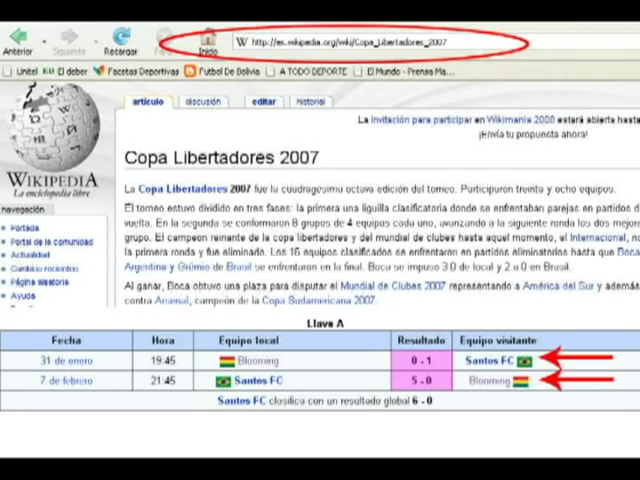 Anterior Siguiente Recargar Inicio http://es.wikipedia.org/wiki/Copa_Libertadores_2007
Unitel El deber Facetas Deportivas Futbol De Bolivia A TODO DEPORTE El Mundo - Prensa Ma...
artículo discusión editar historial
La invitación para participar en Wikimania 2008 estará abierta hasta
¡Envía tu propuesta ahora!
Copa Libertadores 2007
WIKIPEDIA
La enciclopedia libre
La Copa Libertadores 2007 fue la cuadragésimo octava edición del torneo. Participaron treinta y ocho equipos.
navegación
Portada
Portal de la comunidad
Actualidad
Cambios recientes
Página aleatoria
Ayuda
El torneo estuvo dividido en tres fases: la primera una liguilla clasificatoria donde se enfrentaban parejas en partidos d
vuelta. En la segunda se conformaron 8 grupos de 4 equipos cada uno, avanzando a la siguiente ronda los dos mejore
grupo. El campeon reinante de la copa libertadores y del mundial de clubes hasta aquel momento, el Internacional, no
la primera ronda y fue eliminado. Los 16 equipos clasificados se enfrentaron en partidos eliminatorios hasta que Boca
Argentina y Grêmio de Brasil se enfrentaron en la final. Boca se impuso 3 0 de local y 2 a 0 en Brasil.
Al ganar, Boca obtuvo una plaza para disputar el Mundial de Clubes 2007 representando a América del Sur y además
contra Arsenal, campeón de la Copa Sudamericana 2007.
Llave A
Fecha Hora Equipo local Resultado Equipo visitante
31 de enero 19:45 Blooming 0 - 1 Santos FC
7 de febrero 21:45 Santos FC 5 - 0 Blooming
Santos FC clasifica con un resultado global 6 - 0